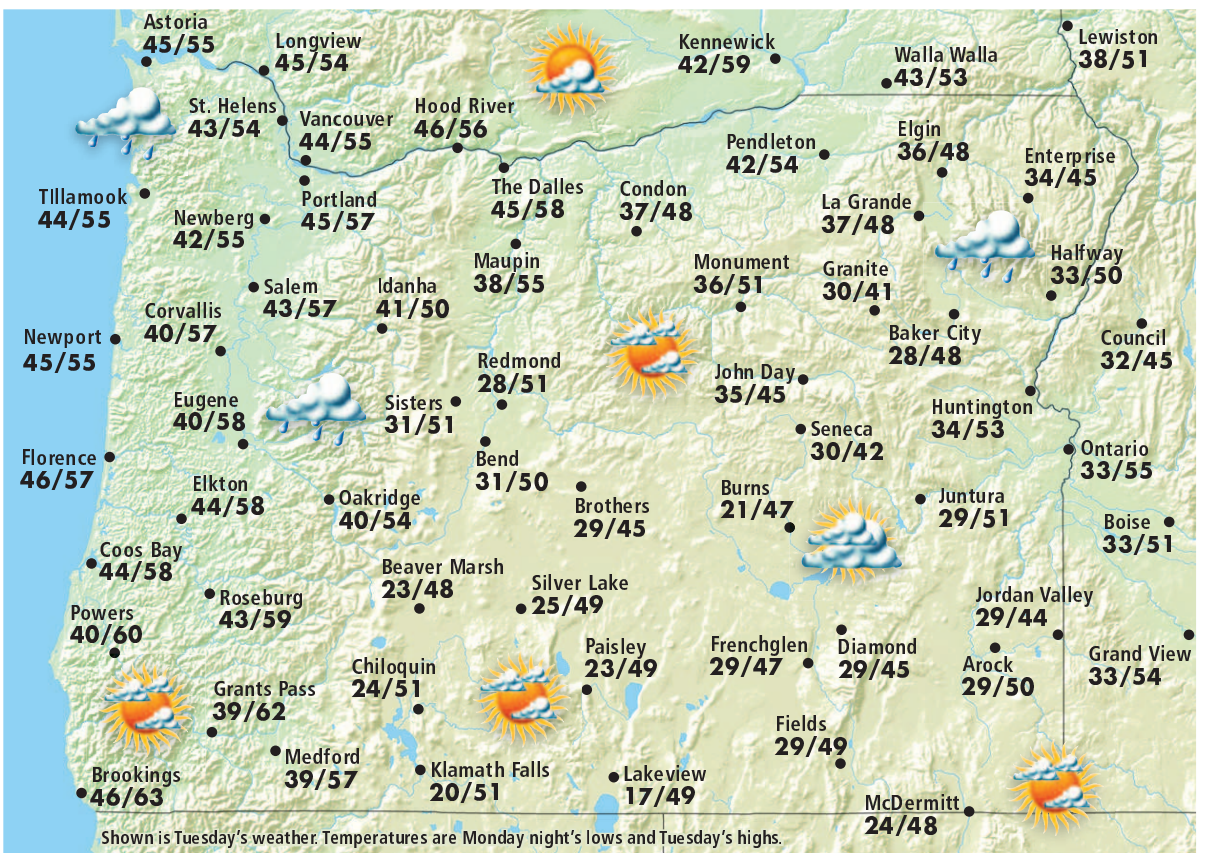 Astoria
45/55
Longview
45/54
Kennewick
42/59
Walla Walla
43/53
Lewiston
38/51
St. Helens
43/54
Vancouver
44/55
Hood River
46/56
Pendleton
42/54
Elgin
36/48
Enterprise
34/45
TIllamook
44/55
Newberg
42/55
Portland
45/57
The Dalles
45/58
Condon
37/48
La Grande
37/48
Maupin
38/55
Monument
36/51
Granite
30/41
Halfway
33/50
Salem
43/57
Idanha
41/50
Corvallis
40/57
Newport
45/55
Baker City
28/48
Council
32/45
Redmond
28/51
John Day
35/45
Eugene
40/58
Sisters
31/51
Huntington
34/53
Seneca
30/42
Ontario
33/55
Florence
46/57
Bend
31/50
Elkton
44/58
Oakridge
40/54
Brothers
29/45
Burns
21/47
Juntura
29/51
Boise
33/51
Coos Bay
44/58
Beaver Marsh
23/48
Silver Lake
25/49
Roseburg
43/59
Jordan Valley
29/44
Powers
40/60
Paisley
23/49
Frenchglen
29/47
Diamond
29/45
Arock
29/50
Grand View
33/54
Chiloquin
24/51
Grants Pass
39/62
Fields
29/49
Medford
39/57
Klamath Falls
20/51
Lakeview
17/49
Brookings
46/63
McDermitt
24/48
Shown is Tuesday's weather. Temperatures are Monday night's lows and Tuesday's highs.